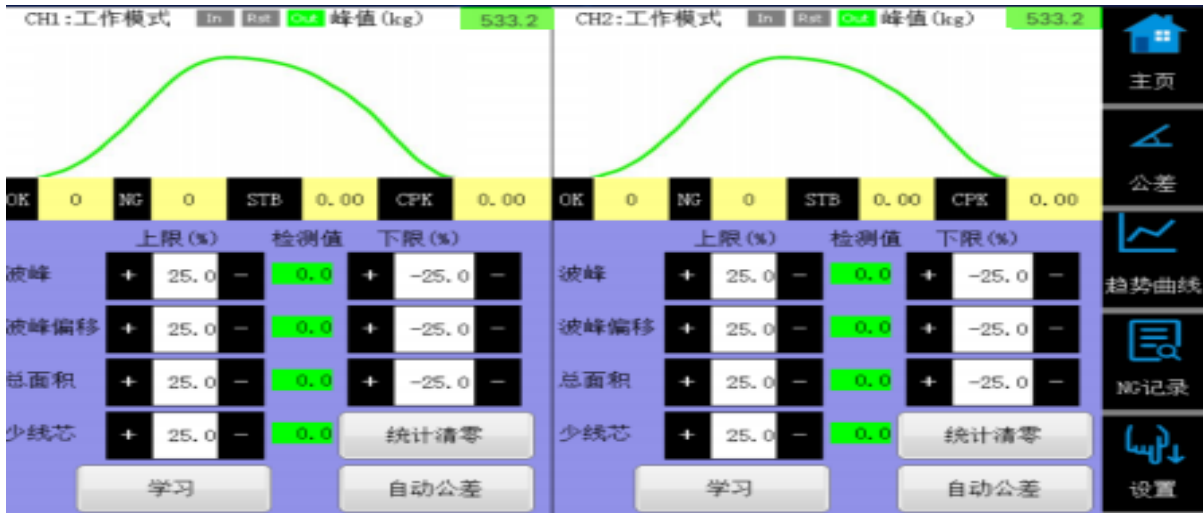 CH1:工作模式 In Rst Out 峰值(kg) 533.2
OK 0 NG 0 STB 0.00 CPK 0.00
上限(%) 检测值 下限(%)
波峰 + 25.0 - 0.0 + -25.0 -
波峰偏移 + 25.0 - 0.0 + -25.0 -
总面积 + 25.0 - 0.0 + -25.0 -
少线芯 + 25.0 - 0.0 统计清零
学习 自动公差
CH2:工作模式 In Rst Out 峰值(kg) 533.2
OK 0 NG 0 STB 0.00 CPK 0.00
上限(%) 检测值 下限(%)
波峰 + 25.0 - 0.0 + -25.0 -
波峰偏移 + 25.0 - 0.0 + -25.0 -
总面积 + 25.0 - 0.0 + -25.0 -
少线芯 + 25.0 - 0.0 统计清零
学习 自动公差
主页
公差
趋势曲线
NG记录
设置